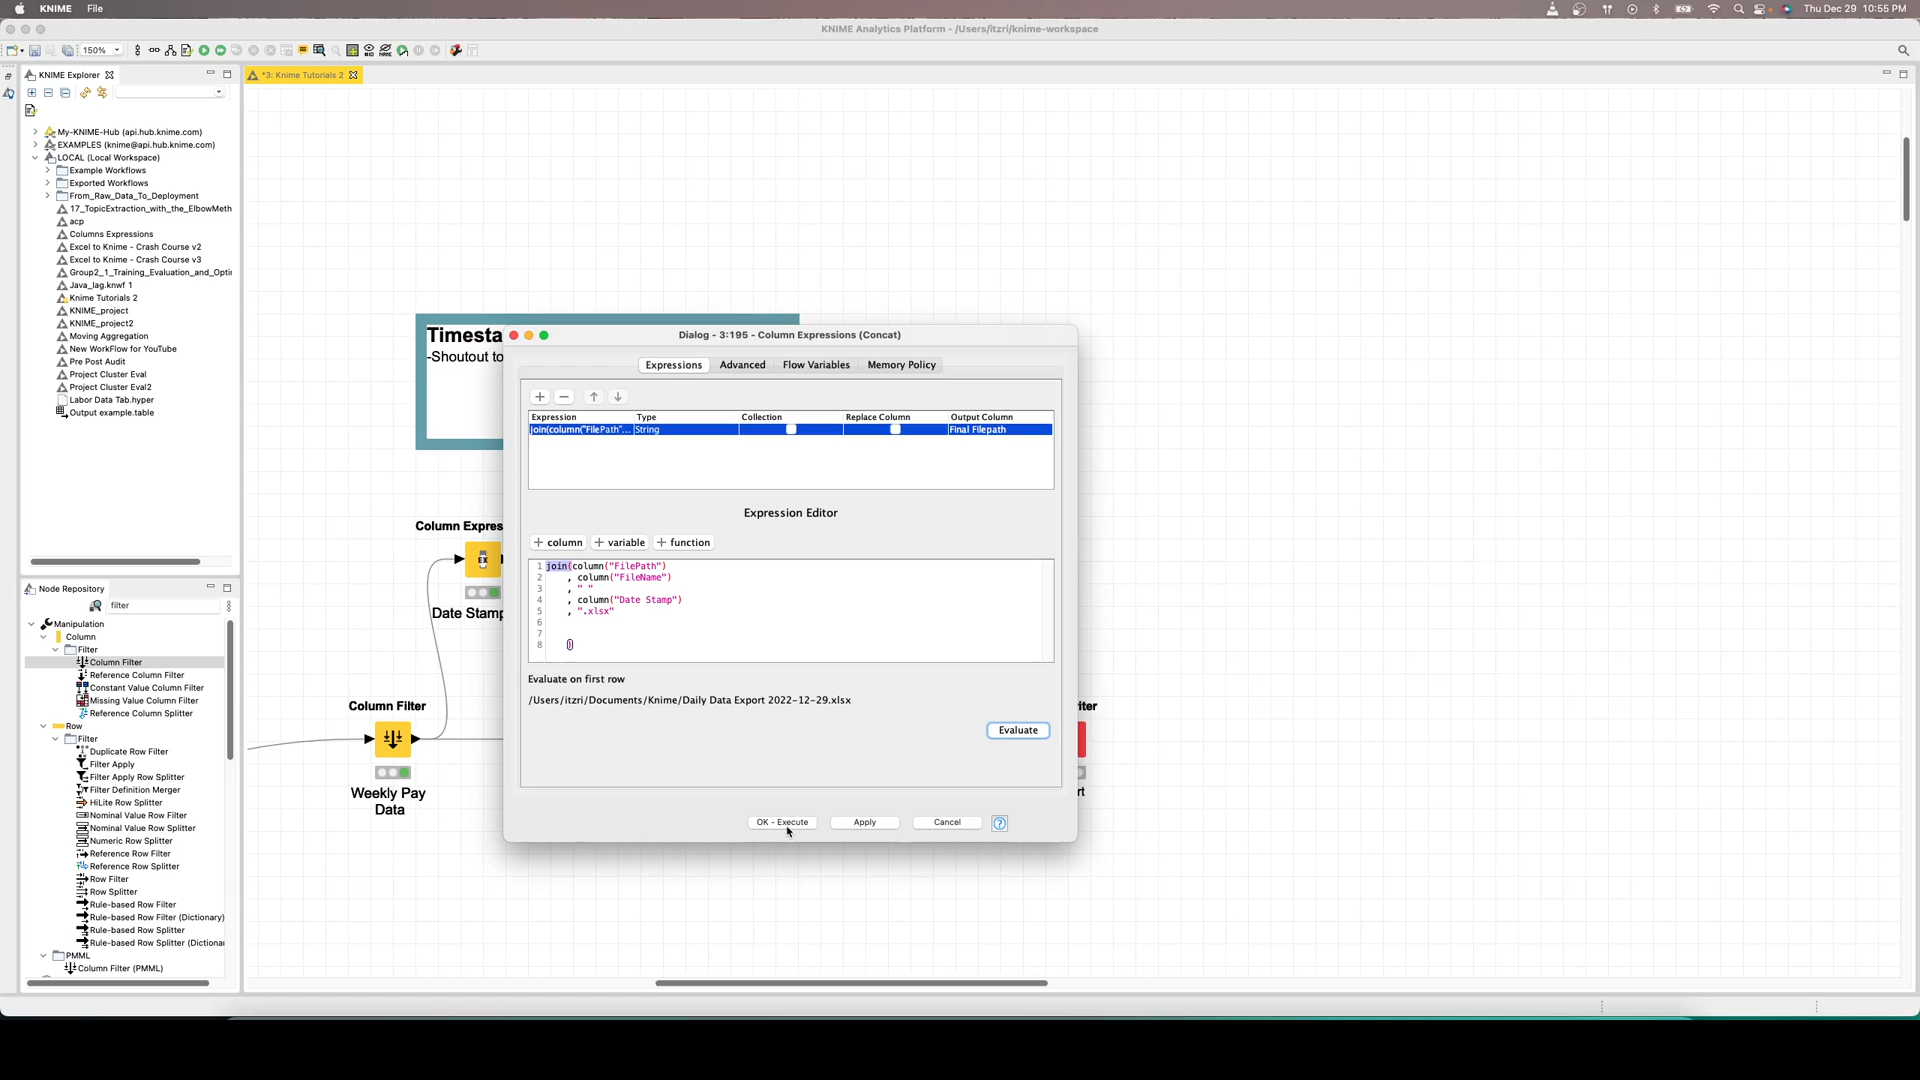 KNIME File Thu Dec 29 10:55 PM
KNIME Analytics Platform - /Users/itzri/knime-workspace
150%
KNIME Explorer
*3: Knime Tutorials 2
My-KNIME-Hub (api.hub.knime.com)
EXAMPLES (knime@api.hub.knime.com)
LOCAL (Local Workspace)
Example Workflows
Exported Workflows
From_Raw_Data_To_Deployment
17_TopicExtraction_with_the_ElbowMeth
acp
Columns Expressions
Excel to Knime - Crash Course v2
Excel to Knime - Crash Course v3
Group2_1_Training_Evaluation_and_Opti
Java_lag.knwf 1
Knime Tutorials 2
KNIME_project
KNIME_project2
Moving Aggregation
New WorkFlow for YouTube
Pre Post Audit
Project Cluster Eval
Project Cluster Eval2
Labor Data Tab.hyper
Output example.table
Node Repository
filter
Manipulation
Column
Filter
Column Filter
Reference Column Filter
Constant Value Column Filter
Missing Value Column Filter
Reference Column Splitter
Row
Filter
Duplicate Row Filter
Filter Apply
Filter Apply Row Splitter
Filter Definition Merger
HiLite Row Splitter
Nominal Value Row Filter
Nominal Value Row Splitter
Numeric Row Splitter
Reference Row Filter
Reference Row Splitter
Row Filter
Row Splitter
Rule-based Row Filter
Rule-based Row Filter (Dictionary)
Rule-based Row Splitter
Rule-based Row Splitter (Dictiona
PMML
Column Filter (PMML)
Timesta
-Shoutout to
Column Expres
EX
Date Stamp
Column Filter
Weekly Pay
Data
iter
rt
Dialog - 3:195 - Column Expressions (Concat)
Expressions Advanced Flow Variables Memory Policy
Expression Type Collection Replace Column Output Column
join(column("FilePath"... String Final Filepath
Expression Editor
+ column + variable + function
1 join(column("FilePath")
2 , column("FileName")
3 , " "
4 , column("Date Stamp")
5 , ".xlsx"
6
7
8 )
Evaluate on first row
/Users/itzri/Documents/Knime/Daily Data Export 2022-12-29.xlsx
Evaluate
OK - Execute Apply Cancel ?